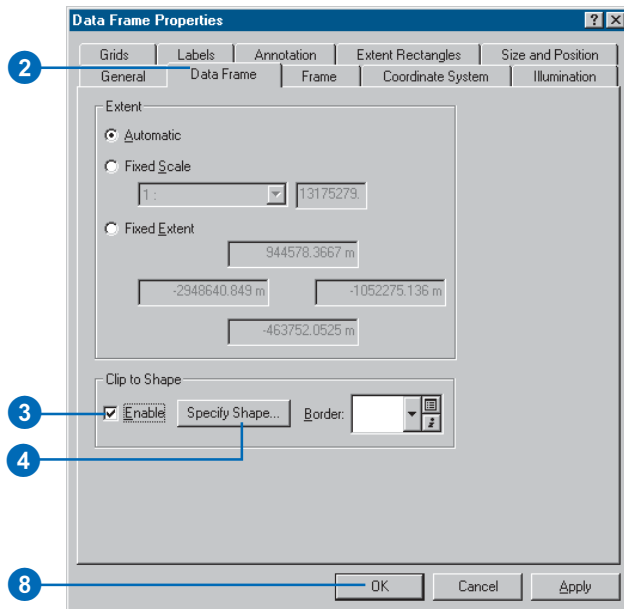 Data Frame Properties
Grids Labels Annotation Extent Rectangles Size and Position
2
General Data Frame Frame Coordinate System Illumination
Extent
Automatic
Fixed Scale
1 : 13175279.
Fixed Extent
944578.3667 m
-2948640.849 m -1052275.136 m
-463752.0525 m
Clip to Shape
3 Enable Specify Shape... Border:
4
8 OK Cancel Apply